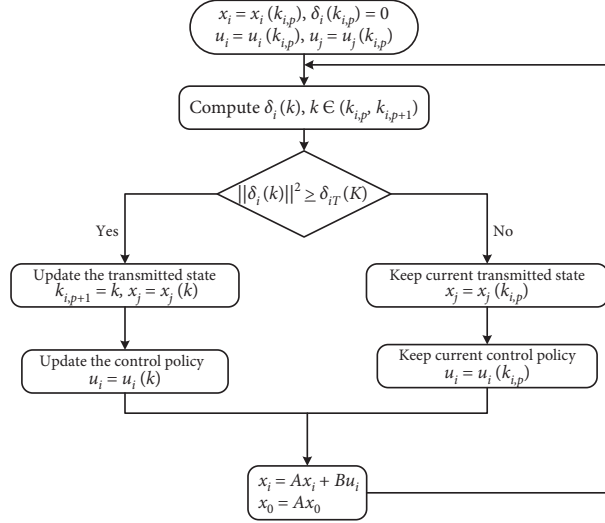 x_i = x_i (k_{i,p}), δ_i (k_{i,p}) = 0
u_i = u_i (k_{i,p}), u_j = u_j (k_{i,p})
Compute δ_i (k), k ∈ (k_{i,p}, k_{i,p+1})
||δ_i (k)||² ≥ δ_{iT} (K)
Yes
No
Update the transmitted state
k_{i,p+1} = k, x_j = x_j (k)
Keep current transmitted state
x_j = x_j (k_{i,p})
Update the control policy
u_i = u_i (k)
Keep current control policy
u_i = u_i (k_{i,p})
x_i = Ax_i + Bu_i
x_0 = Ax_0